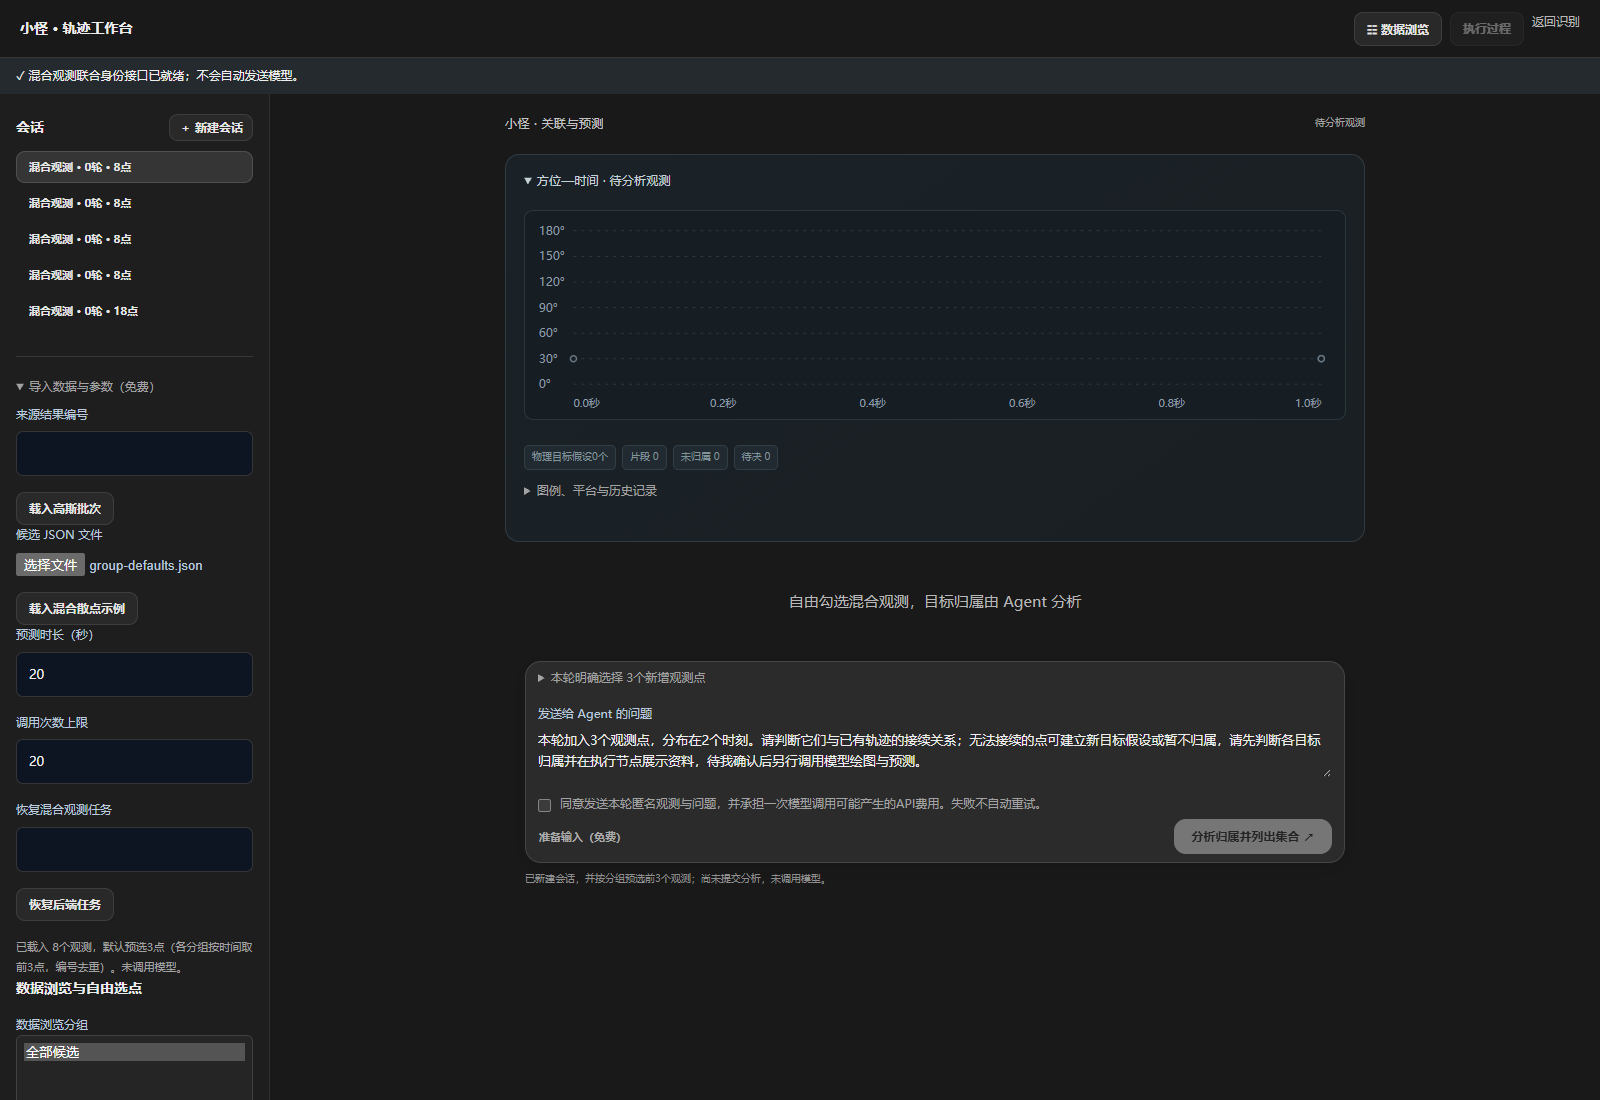 小怪 • 轨迹工作台
☷ 数据浏览
执行过程
返回识别
✓ 混合观测联合身份接口已就绪；不会自动发送模型。
会话
+ 新建会话
混合观测 • 0轮 • 8点
混合观测 • 0轮 • 8点
混合观测 • 0轮 • 8点
混合观测 • 0轮 • 8点
混合观测 • 0轮 • 18点
▼ 导入数据与参数（免费）
来源结果编号
载入高斯批次
候选 JSON 文件
选择文件 group-defaults.json
载入混合散点示例
预测时长（秒）
20
调用次数上限
20
恢复混合观测任务
恢复后端任务
已载入 8个观测，默认预选3点（各分组按时间取
前3点，编号去重）。未调用模型。
数据浏览与自由选点
数据浏览分组
全部候选
小怪 · 关联与预测
待分析观测
▼ 方位—时间 · 待分析观测
180°
150°
120°
90°
60°
30°
0°
0.0秒
0.2秒
0.4秒
0.6秒
0.8秒
1.0秒
物理目标假设0个
片段 0
未归属 0
待决 0
▶ 图例、平台与历史记录
自由勾选混合观测，目标归属由 Agent 分析
▶ 本轮明确选择 3个新增观测点
发送给 Agent 的问题
本轮加入3个观测点，分布在2个时刻。请判断它们与已有轨迹的接续关系；无法接续的点可建立新目标假设或暂不归属，请先判断各目标
归属并在执行节点展示资料，待我确认后另行调用模型绘图与预测。
同意发送本轮匿名观测与问题，并承担一次模型调用可能产生的API费用。失败不自动重试。
准备输入（免费）
分析归属并列出集合 ↗
已新建会话，并按分组预选前3个观测；尚未提交分析，未调用模型。